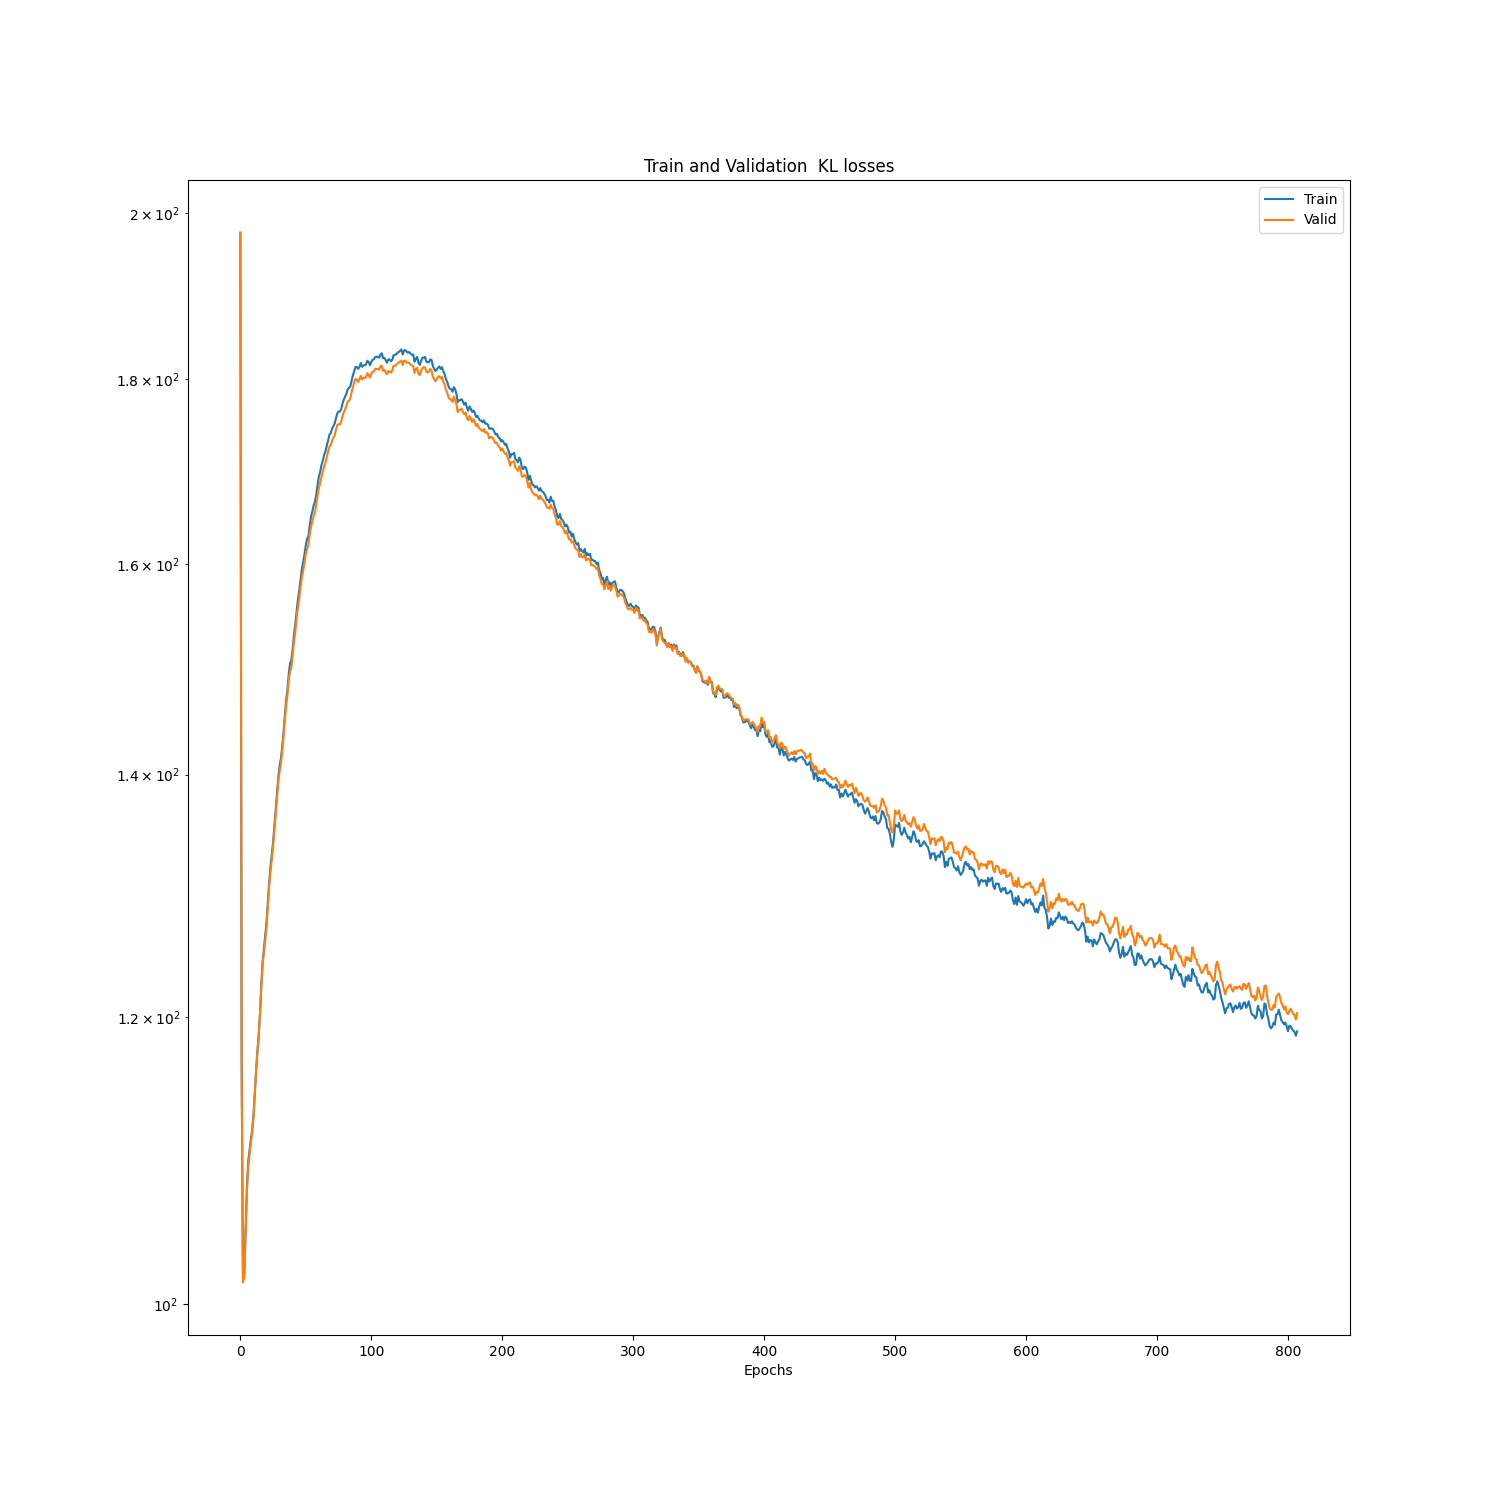 Train and Validation  KL losses
Train
Valid
2 × 10²
1.8 × 10²
1.6 × 10²
1.4 × 10²
1.2 × 10²
10²
0 100 200 300 400 500 600 700 800
Epochs